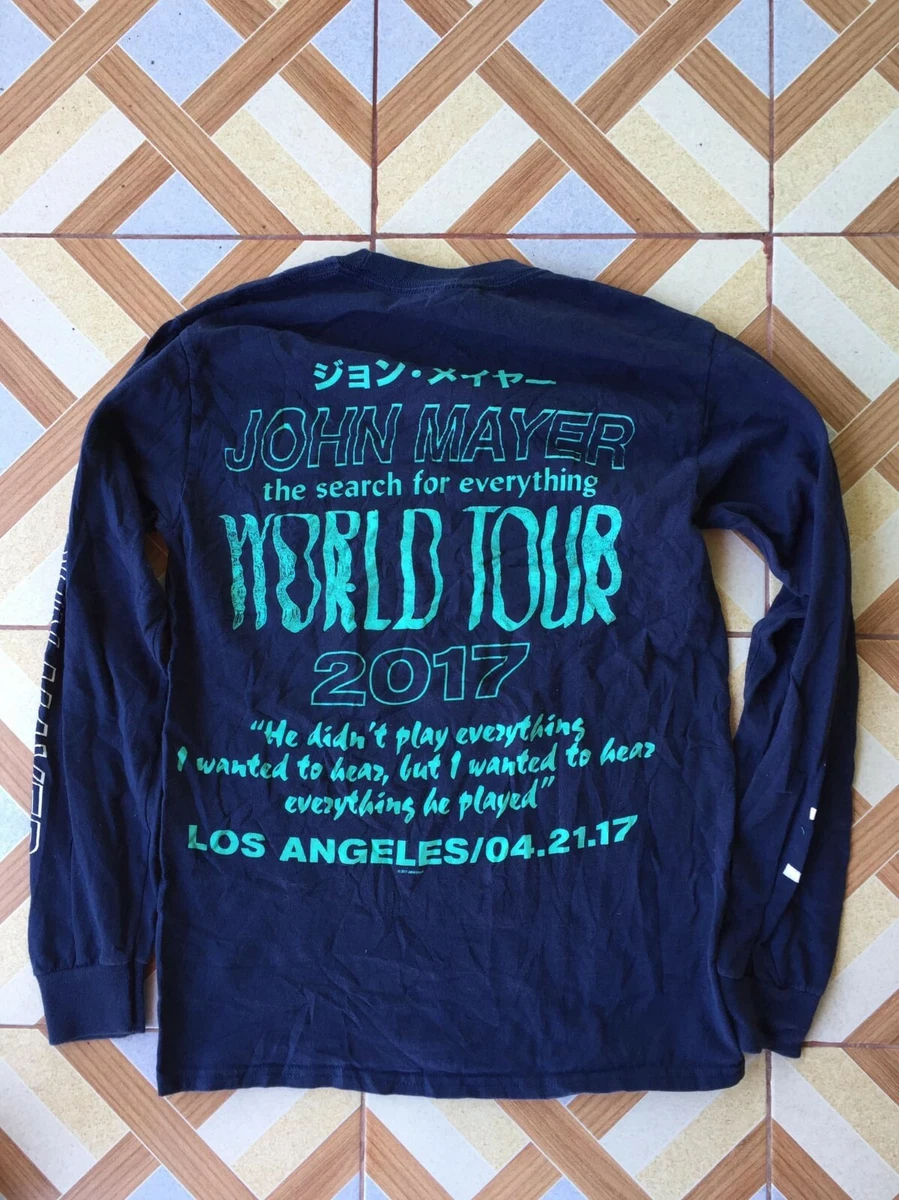 ジョン・メイヤー
JOHN MAYER
the search for everything
WORLD TOUR
2017
“He didn't play everything
I wanted to hear, but I wanted to hear
everything he played”
LOS ANGELES/04.21.17